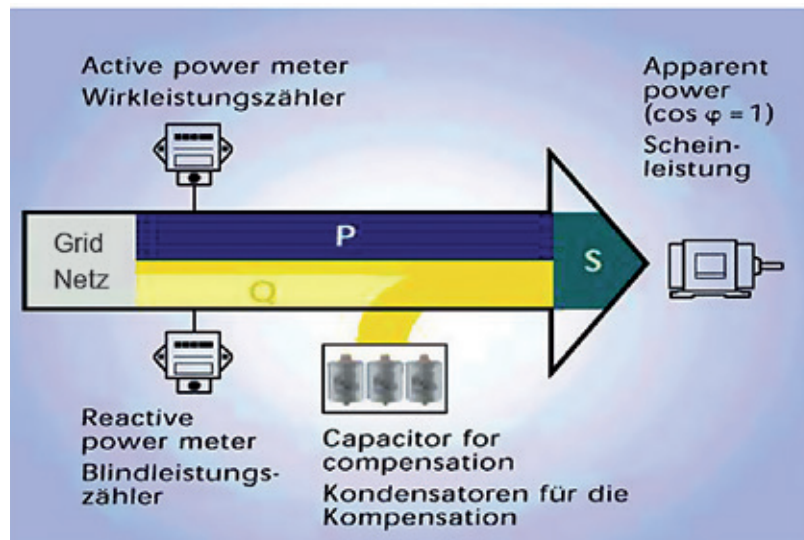 Active power meter
Wirkleistungszähler
Apparent
power
(cos φ = 1)
Schein-
leistung
Grid
Netz
P
Q
S
Reactive
power meter
Blindleistungs-
zähler
Capacitor for
compensation
Kondensatoren für die
Kompensation